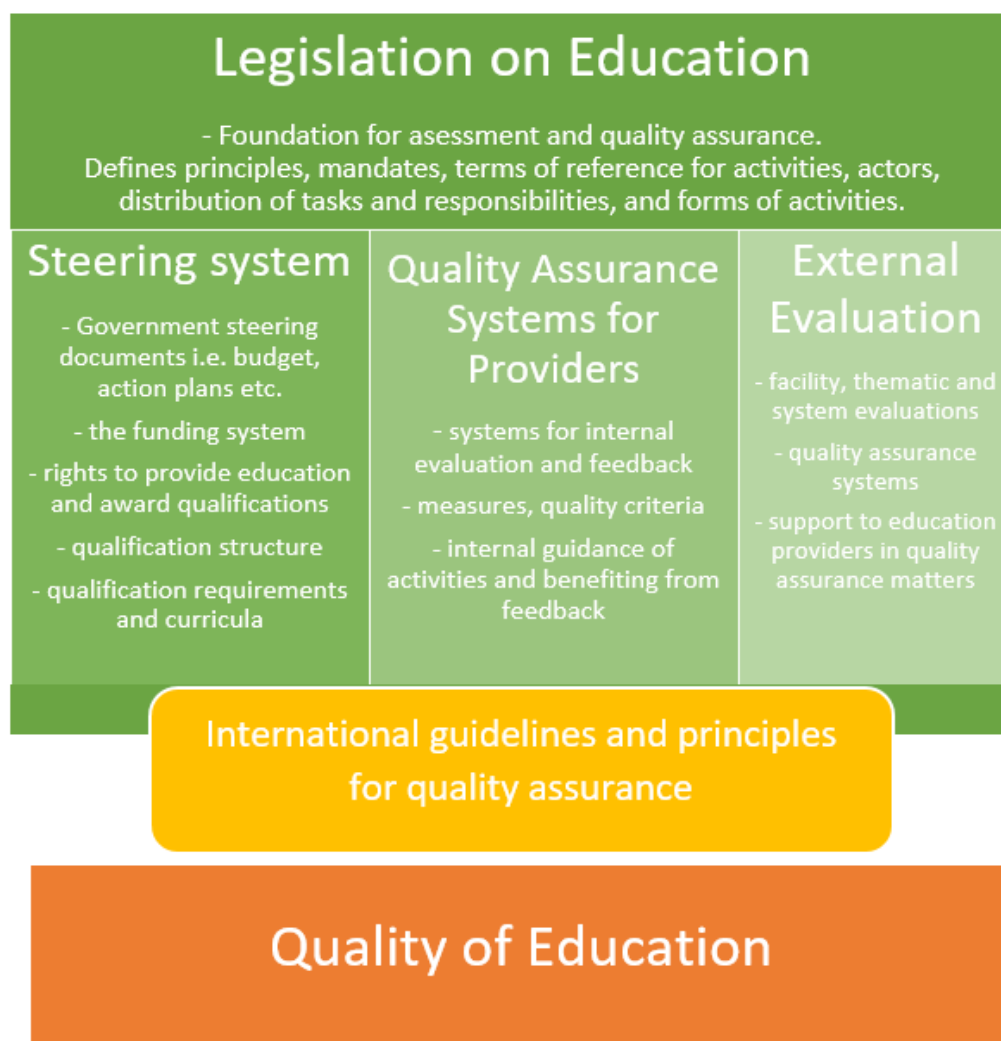 Legislation on Education
- Foundation for asessment and quality assurance.
Defines principles, mandates, terms of reference for activities, actors,
distribution of tasks and responsibilities, and forms of activities.
Steering system
- Government steering
documents i.e. budget,
action plans etc.
- the funding system
- rights to provide education
and award qualifications
- qualification structure
- qualification requirements
and curricula
Quality Assurance
Systems for
Providers
- systems for internal
evaluation and feedback
- measures, quality criteria
- internal guidance of
activities and benefiting from
feedback
External
Evaluation
- facility, thematic and
system evaluations
- quality assurance
systems
- support to education
providers in quality
assurance matters
International guidelines and principles
for quality assurance
Quality of Education